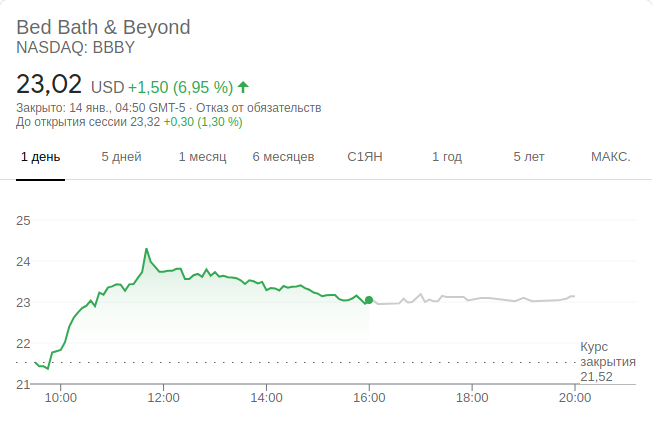 Bed Bath & Beyond
NASDAQ: BBBY
23,02 USD +1,50 (6,95 %)
Закрыто: 14 янв., 04:50 GMT-5 · Отказ от обязательств
До открытия сессии 23,32 +0,30 (1,30 %)
1 день 5 дней 1 месяц 6 месяцев С1ЯН 1 год 5 лет МАКС.
25
24
23
22
Курс
закрытия
21,52
21
10:00 12:00 14:00 16:00 18:00 20:00